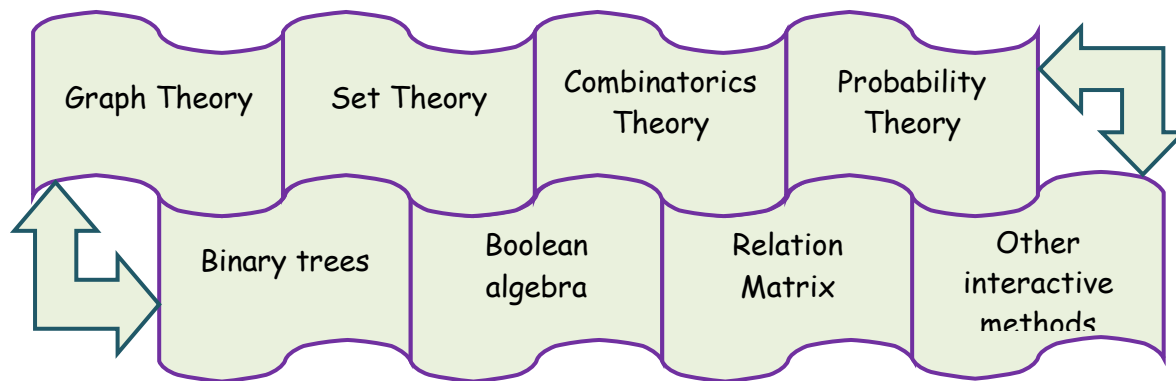 Graph Theory
Set Theory
Combinatorics
Theory
Probability
Theory
Binary trees
Boolean
algebra
Relation
Matrix
Other
interactive
methods